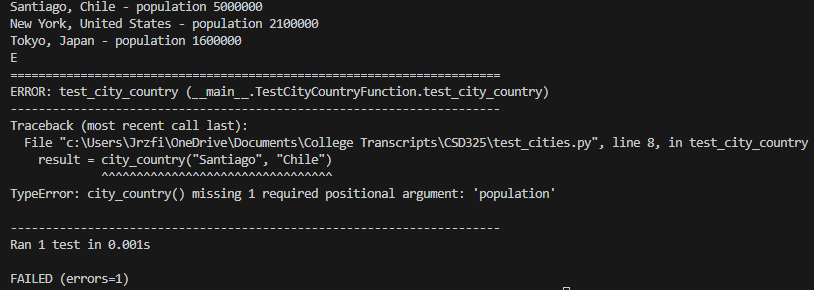 Santiago, Chile - population 5000000
New York, United States - population 2100000
Tokyo, Japan - population 1600000
E
======================================================================
ERROR: test_city_country (__main__.TestCityCountryFunction.test_city_country)
----------------------------------------------------------------------
Traceback (most recent call last):
  File "c:\Users\Jrzfi\OneDrive\Documents\College Transcripts\CSD325\test_cities.py", line 8, in test_city_country
    result = city_country("Santiago", "Chile")
             ^^^^^^^^^^^^^^^^^^^^^^^^^^^^^^^^^
TypeError: city_country() missing 1 required positional argument: 'population'

----------------------------------------------------------------------
Ran 1 test in 0.001s

FAILED (errors=1)